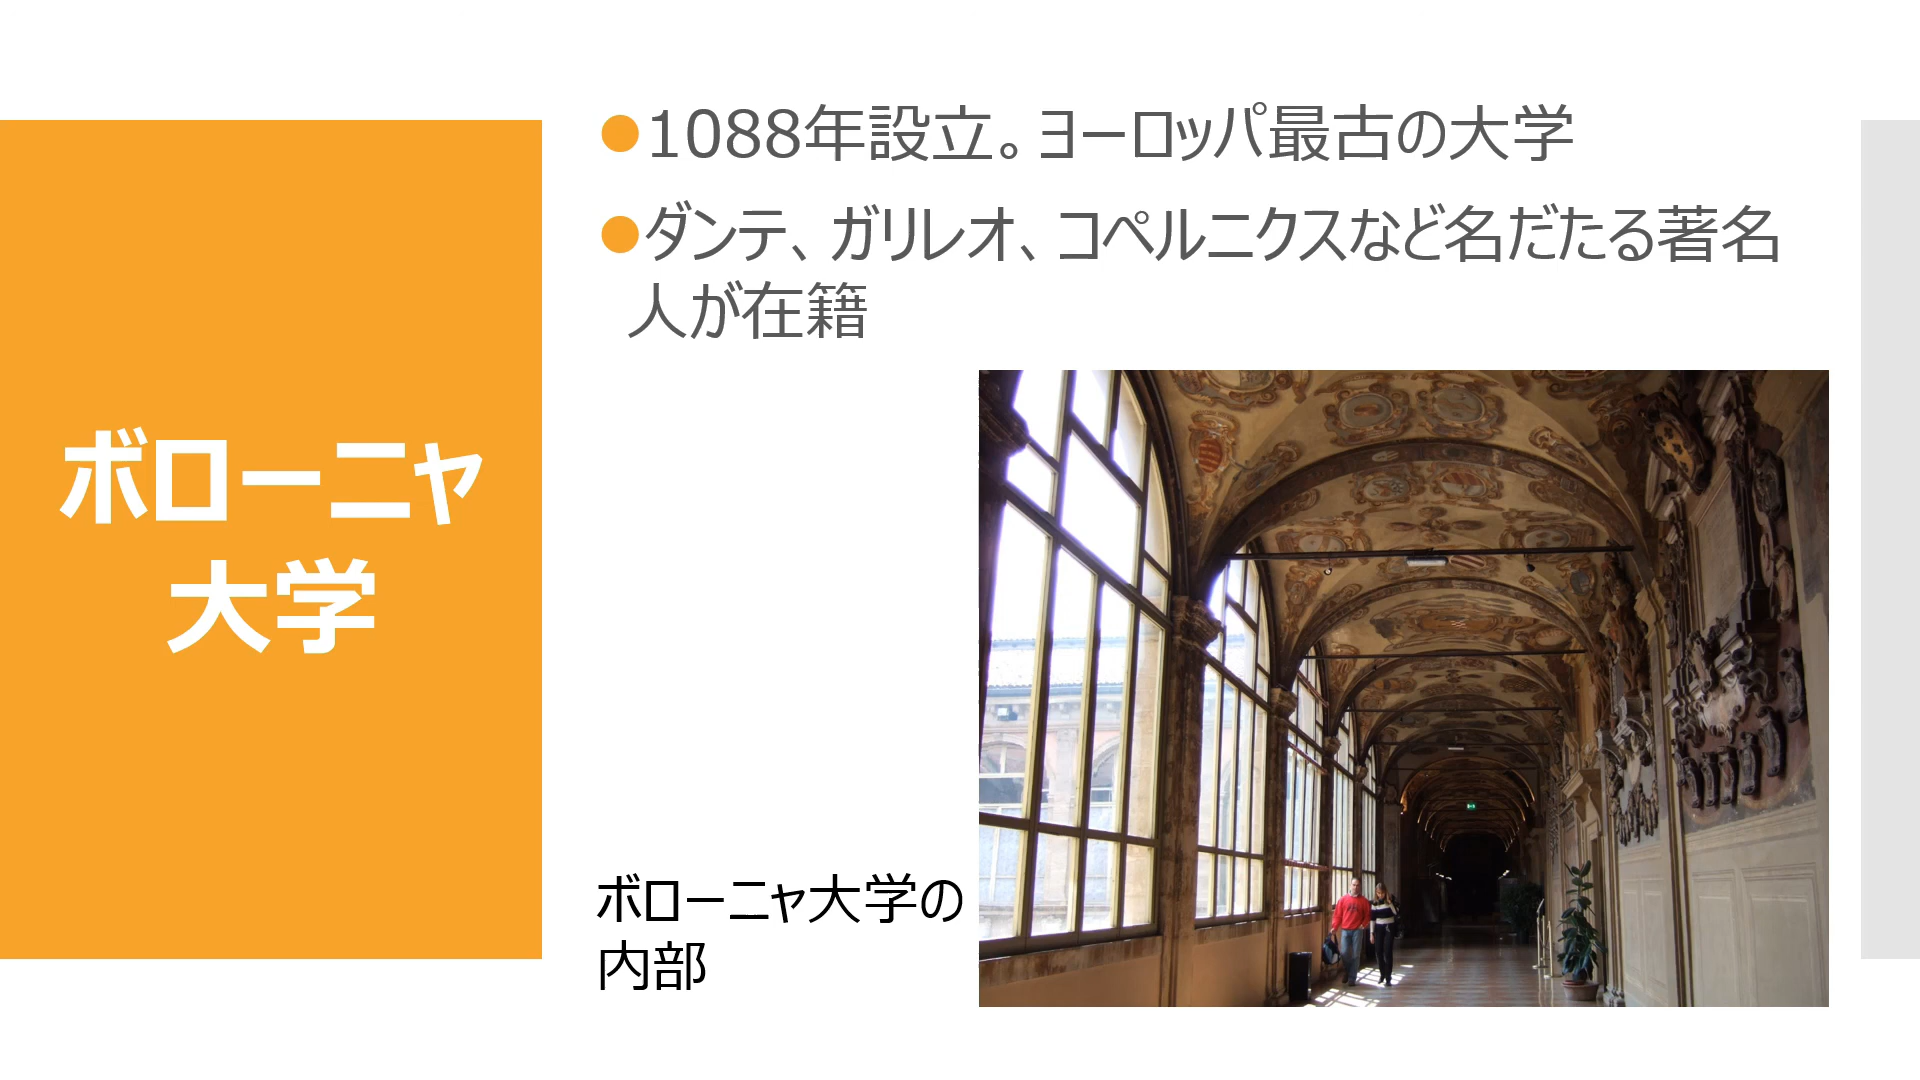 ボローニャ
大学
●1088年設立。ヨーロッパ最古の大学
●ダンテ、ガリレオ、コペルニクスなど名だたる著名
人が在籍
ボローニャ大学の
内部